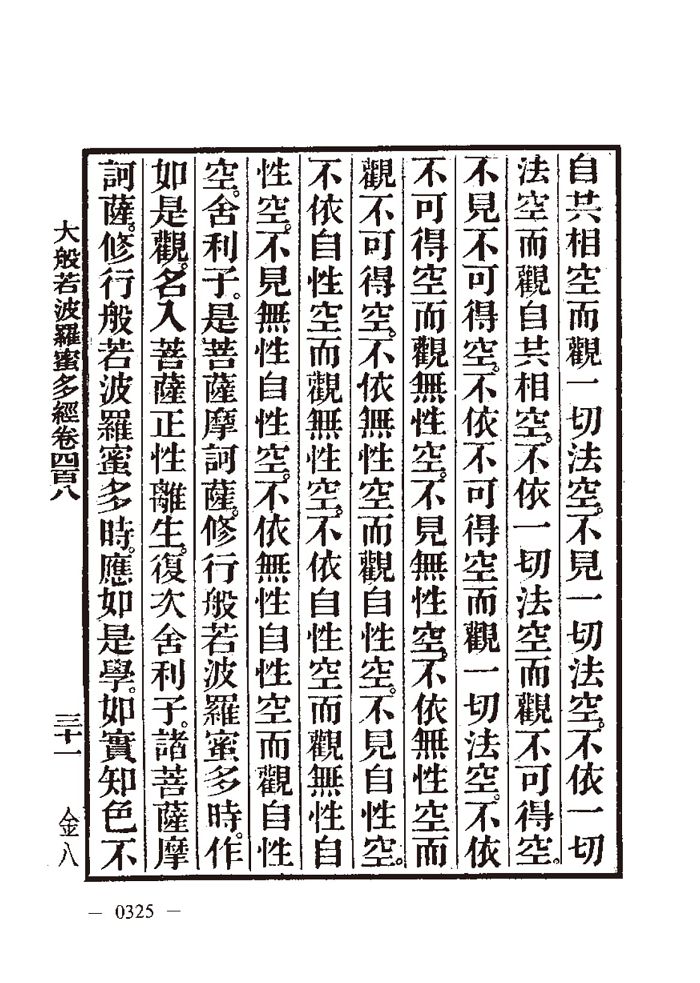 自共相空而觀一切法空。不見一切法空。不依一切
法空而觀自共相空。不依一切法空而觀不可得空。
不見不可得空。不依不可得空而觀一切法空。不依
不可得空而觀無性空。不見無性空。不依無性空而
觀不可得空。不依無性空而觀自性空。不見自性空。
不依自性空而觀無性空。不依自性空而觀無性自
性空。不見無性自性空。不依無性自性空而觀自性
空。舍利子。是菩薩摩訶薩。修行般若波羅蜜多時。作
如是觀。名入菩薩正性離生。復次舍利子。諸菩薩摩
訶薩。修行般若波羅蜜多時。應如是學。如實知色不
大般若波羅蜜多經卷四百八
三十一
金八
— 0325 —